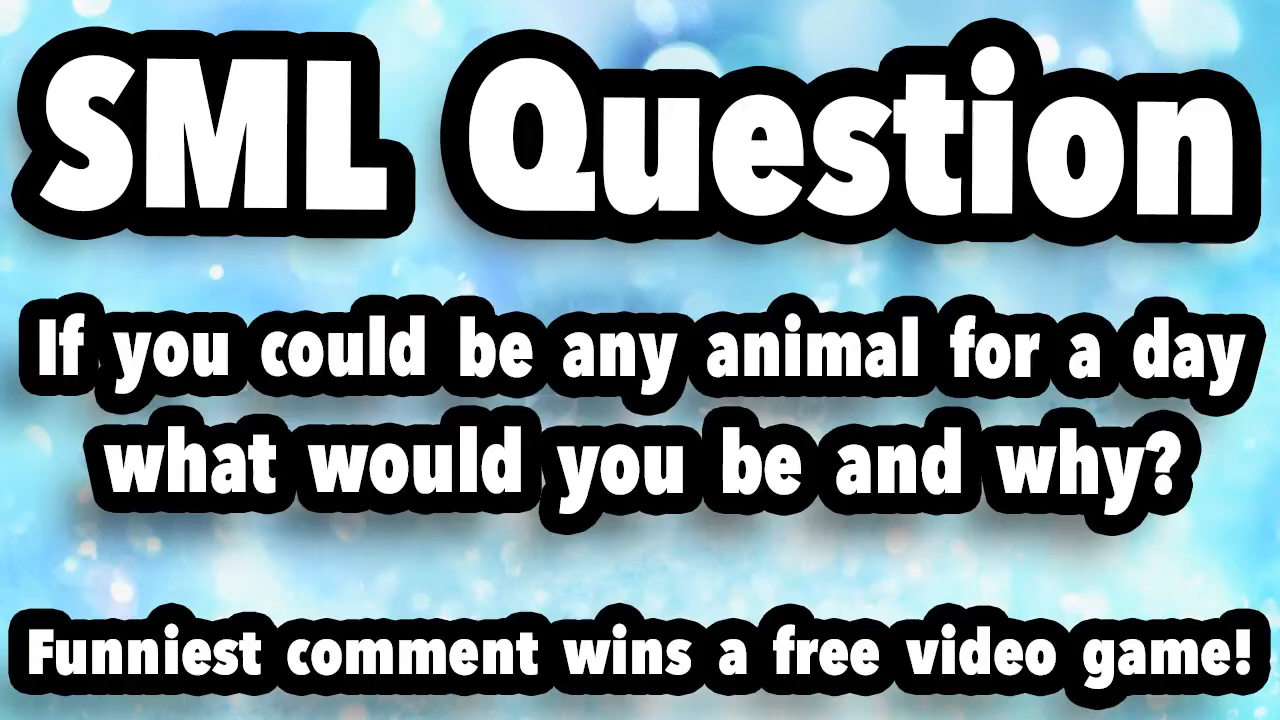 SML Question
If you could be any animal for a day
what would you be and why?
Funniest comment wins a free video game!